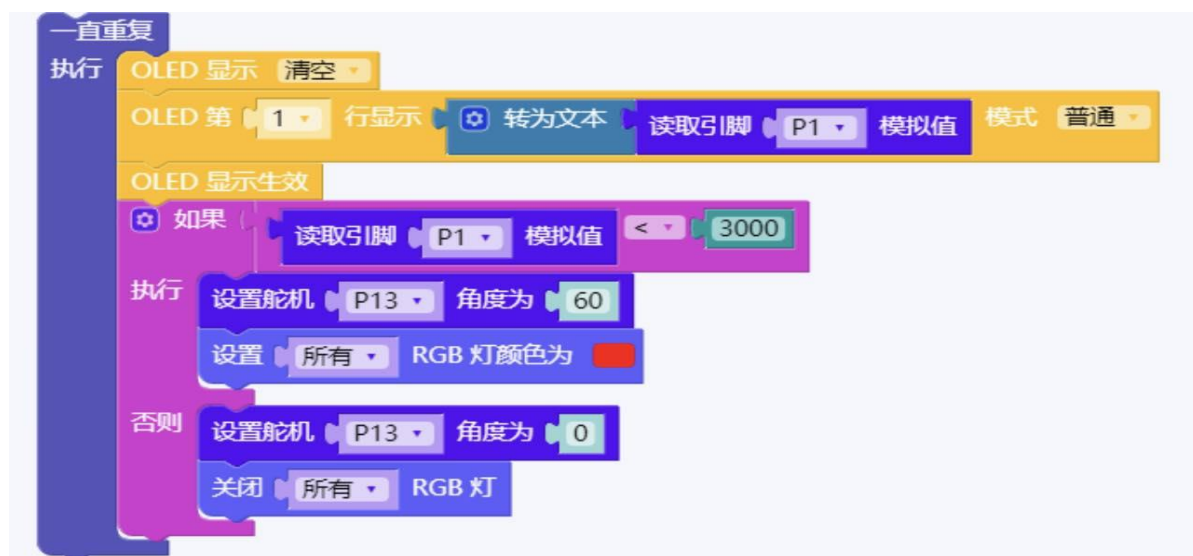 一直重复
执行 OLED 显示 清空
OLED 第 1 行显示 转为文本 读取引脚 P1 模拟值 模式 普通
OLED 显示生效
如果 读取引脚 P1 模拟值 < 3000
执行 设置舵机 P13 角度为 60
设置 所有 RGB 灯颜色为
否则 设置舵机 P13 角度为 0
关闭 所有 RGB 灯